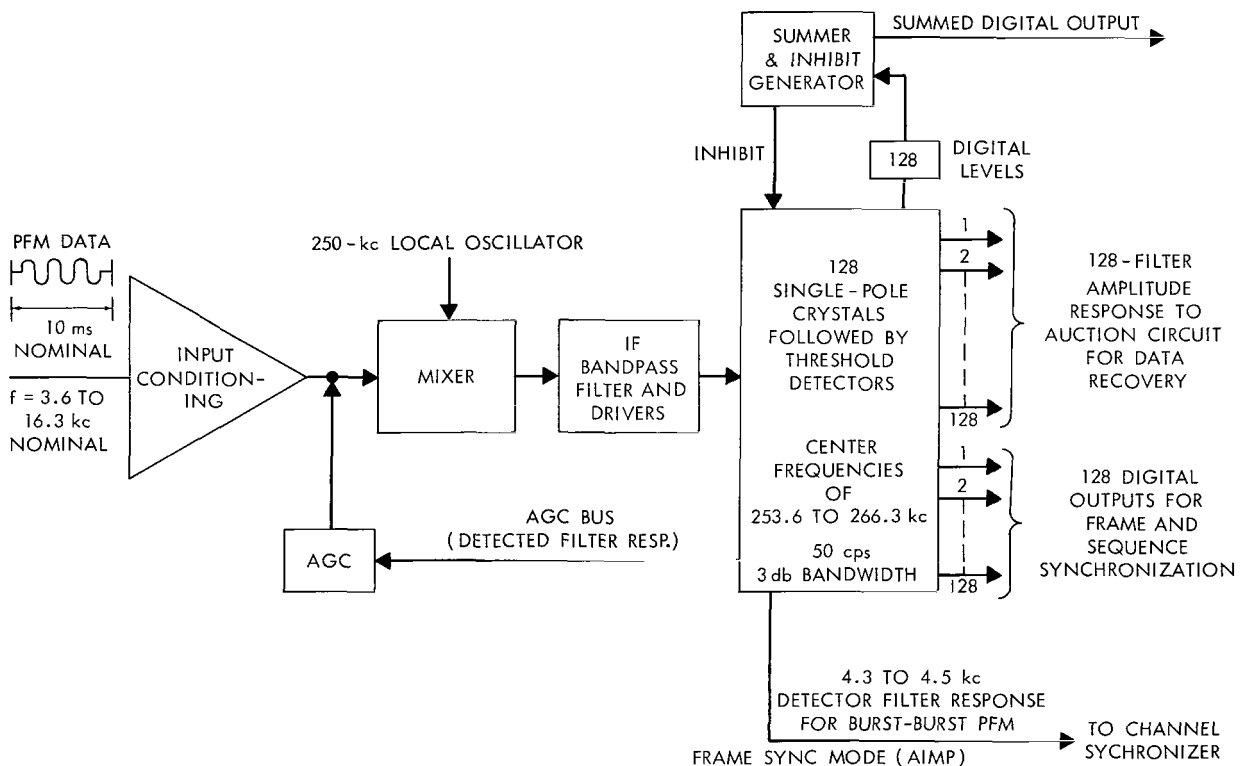 SUMMER
& INHIBIT
GENERATOR
SUMMED DIGITAL OUTPUT
INHIBIT
128
DIGITAL
LEVELS
PFM DATA
10 ms
NOMINAL
f = 3.6 TO
16.3 kc
NOMINAL
INPUT
CONDITION-
ING
250-kc LOCAL OSCILLATOR
MIXER
IF
BANDPASS
FILTER AND
DRIVERS
AGC
AGC BUS
(DETECTED FILTER RESP.)
128
SINGLE-POLE
CRYSTALS
FOLLOWED BY
THRESHOLD
DETECTORS
CENTER
FREQUENCIES
OF
253.6 TO 266.3 kc
50 cps
3 db BANDWIDTH
1
2
128
128-FILTER
AMPLITUDE
RESPONSE TO
AUCTION CIRCUIT
FOR DATA
RECOVERY
1
2
128
128 DIGITAL
OUTPUTS FOR
FRAME AND
SEQUENCE
SYNCHRONIZATION
4.3 TO 4.5 kc
DETECTOR FILTER RESPONSE
FOR BURST-BURST PFM
FRAME SYNC MODE (AIMP)
TO CHANNEL
SYCHRONIZER